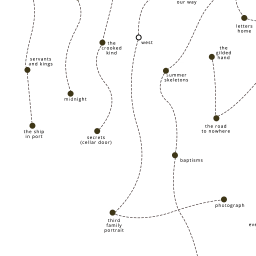 our way
letters
home
the
crooked
kind
west
the
gilded
hand
servants
and kings
summer
skeletons
midnight
the ship
in port
secrets
(cellar door)
the road
to nowhere
baptisms
photograph
third
family
portrait